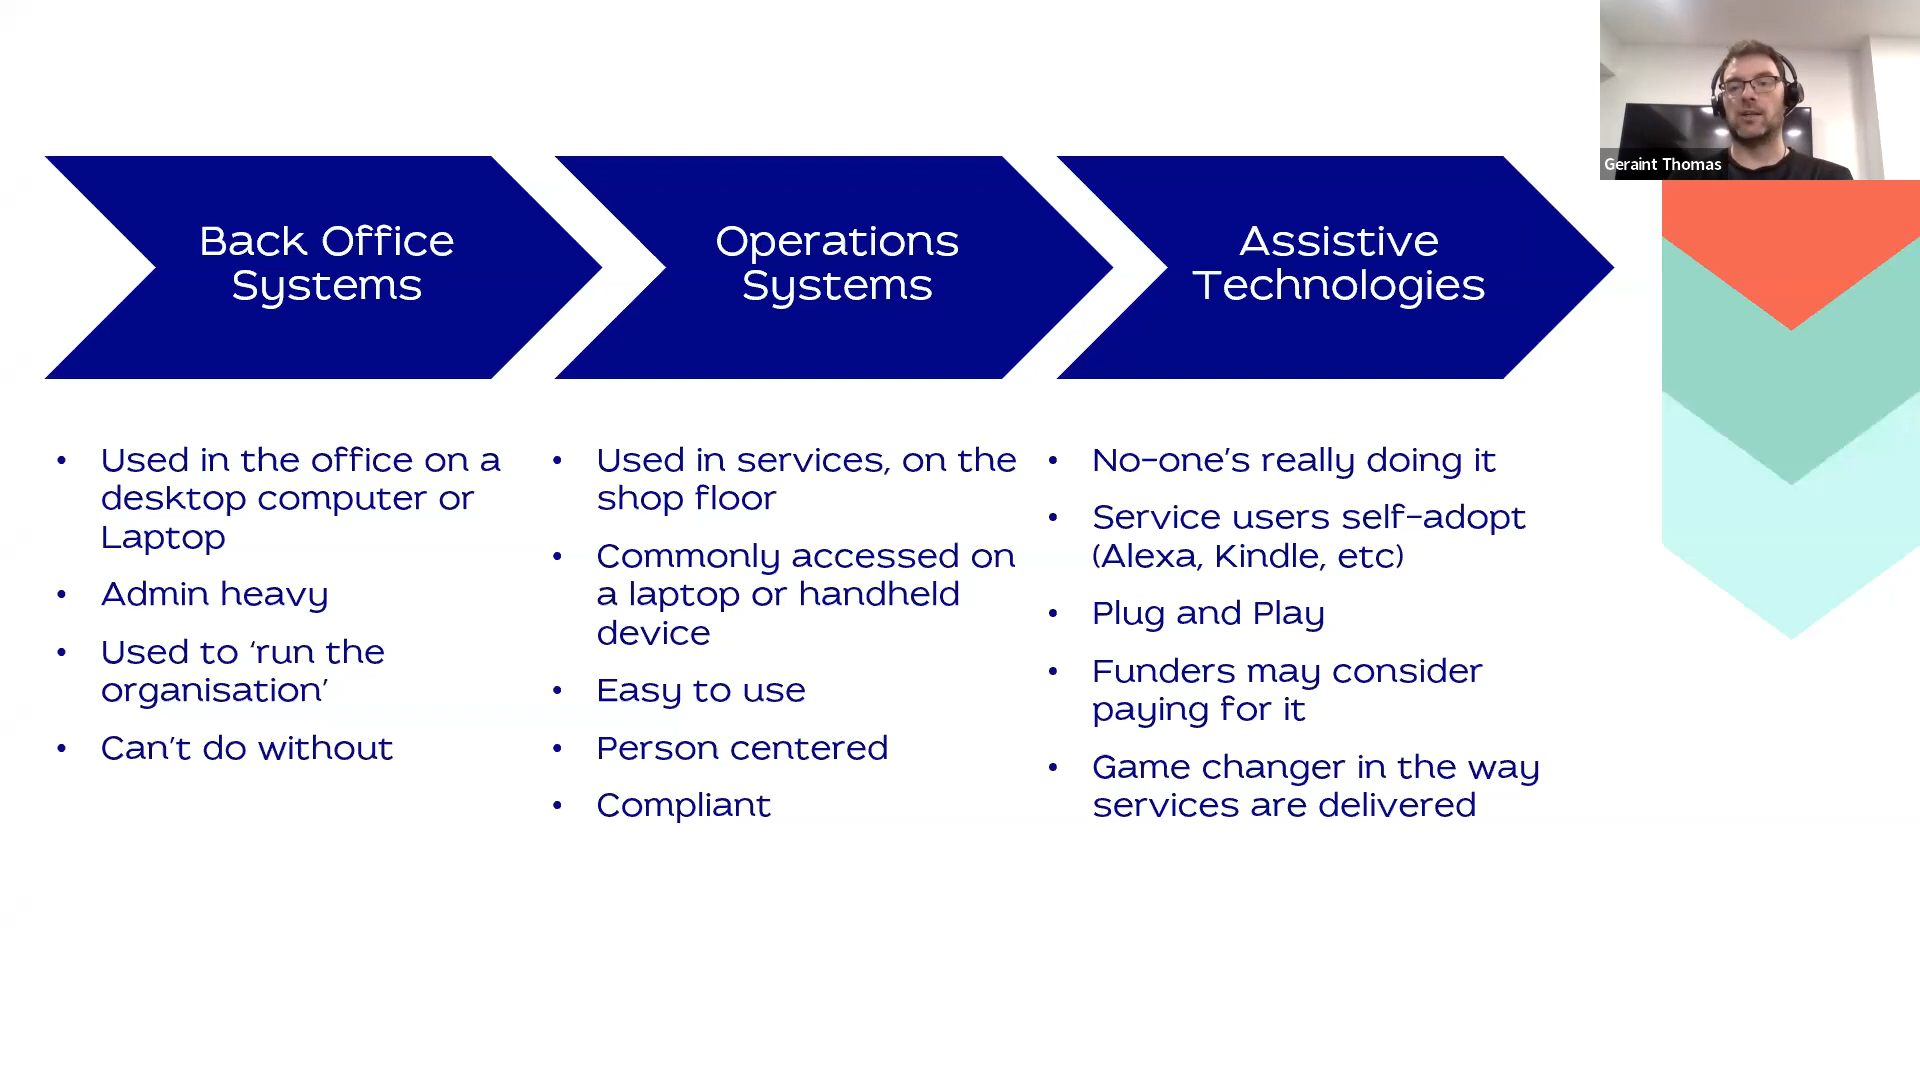 Geraint Thomas
Back Office
Systems
Operations
Systems
Assistive
Technologies
• Used in the office on a
desktop computer or
Laptop
• Admin heavy
• Used to ‘run the
organisation’
• Can’t do without
• Used in services, on the
shop floor
• Commonly accessed on
a laptop or handheld
device
• Easy to use
• Person centered
• Compliant
• No-one’s really doing it
• Service users self-adopt
(Alexa, Kindle, etc)
• Plug and Play
• Funders may consider
paying for it
• Game changer in the way
services are delivered